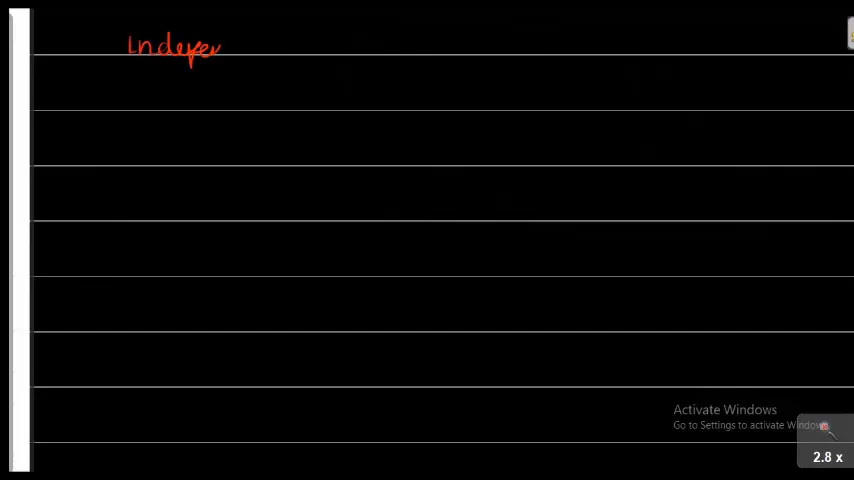 Indepen
Activate Windows
Go to Settings to activate Windows.
2.8 x